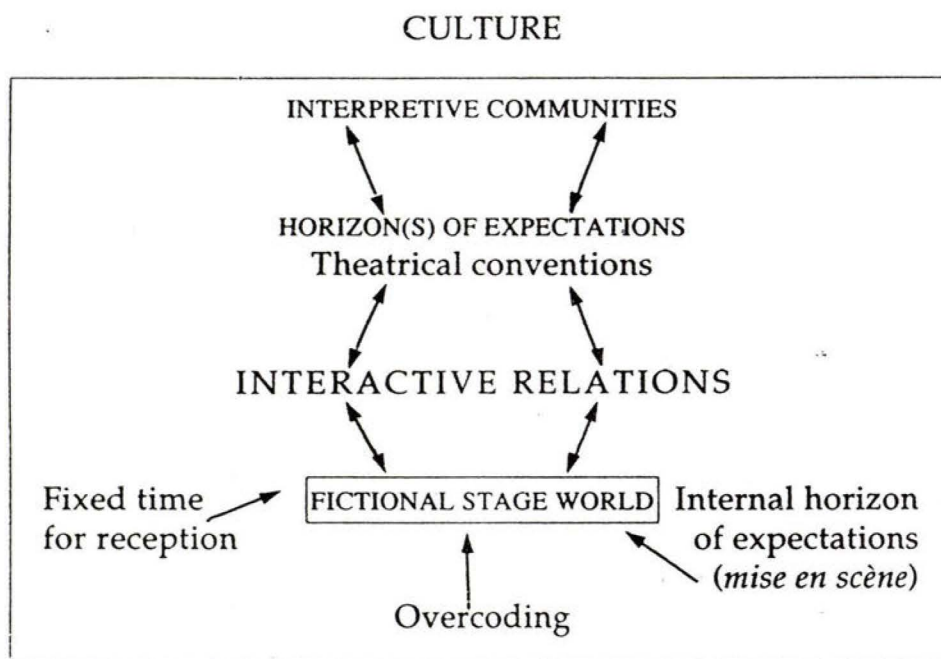 CULTURE
INTERPRETIVE COMMUNITIES
HORIZON(S) OF EXPECTATIONS
Theatrical conventions
INTERACTIVE RELATIONS
Fixed time
for reception
FICTIONAL STAGE WORLD
Internal horizon
of expectations
(mise en scène)
Overcoding